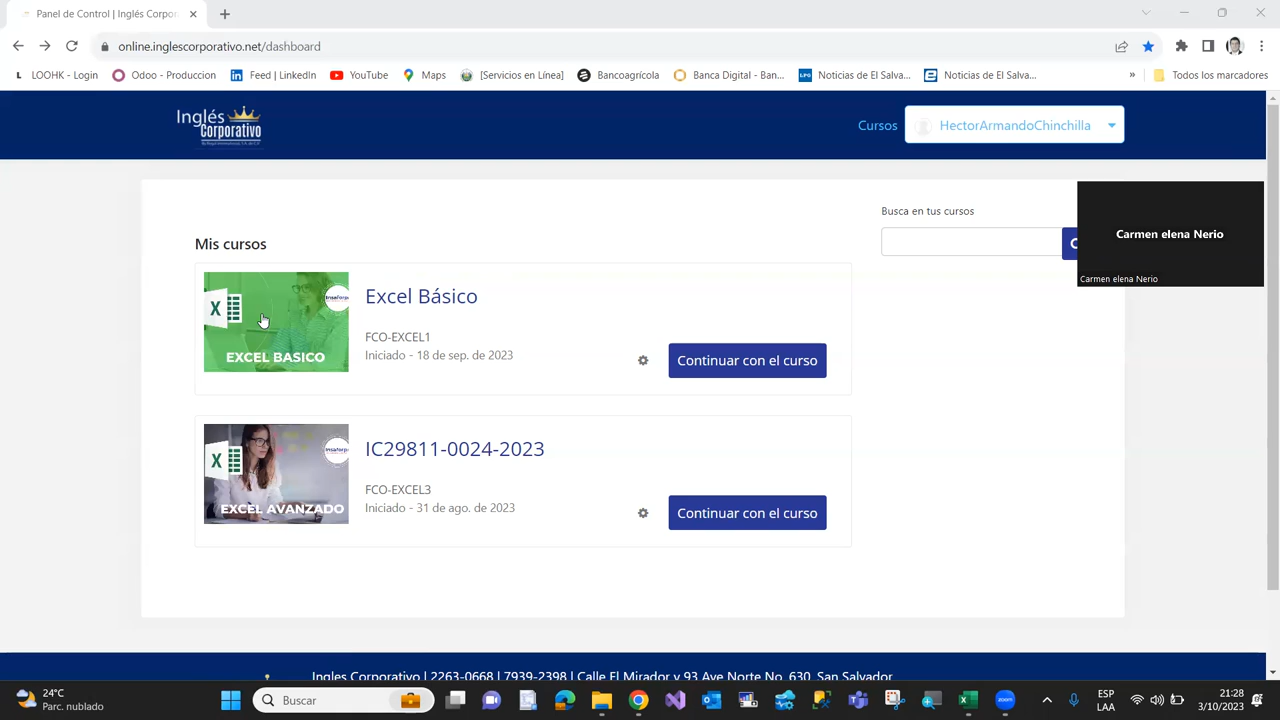 Panel de Control | Inglés Corpor
online.inglescorporativo.net/dashboard
LOOHK - Login
Odoo - Produccion
Feed | LinkedIn
YouTube
Maps
[Servicios en Línea]
Bancoagrícola
Banca Digital - Ban...
LPG
Noticias de El Salva...
Noticias de El Salva...
»
Todos los marcadores
Inglés
Corporativo
Cursos
HectorArmandoChinchilla
Busca en tus cursos
Carmen elena Nerio
Carmen elena Nerio
Mis cursos
EXCEL BASICO
Excel Básico
FCO-EXCEL1
Iniciado - 18 de sep. de 2023
Continuar con el curso
EXCEL AVANZADO
IC29811-0024-2023
FCO-EXCEL3
Iniciado - 31 de ago. de 2023
Continuar con el curso
Ingles Corporativo | 2263-0668 | 7939-2398 | Calle El Mirador y 93 Ave Norte No. 630, San Salvador
24°C
Parc. nublado
Buscar
ESP
LAA
21:28
3/10/2023